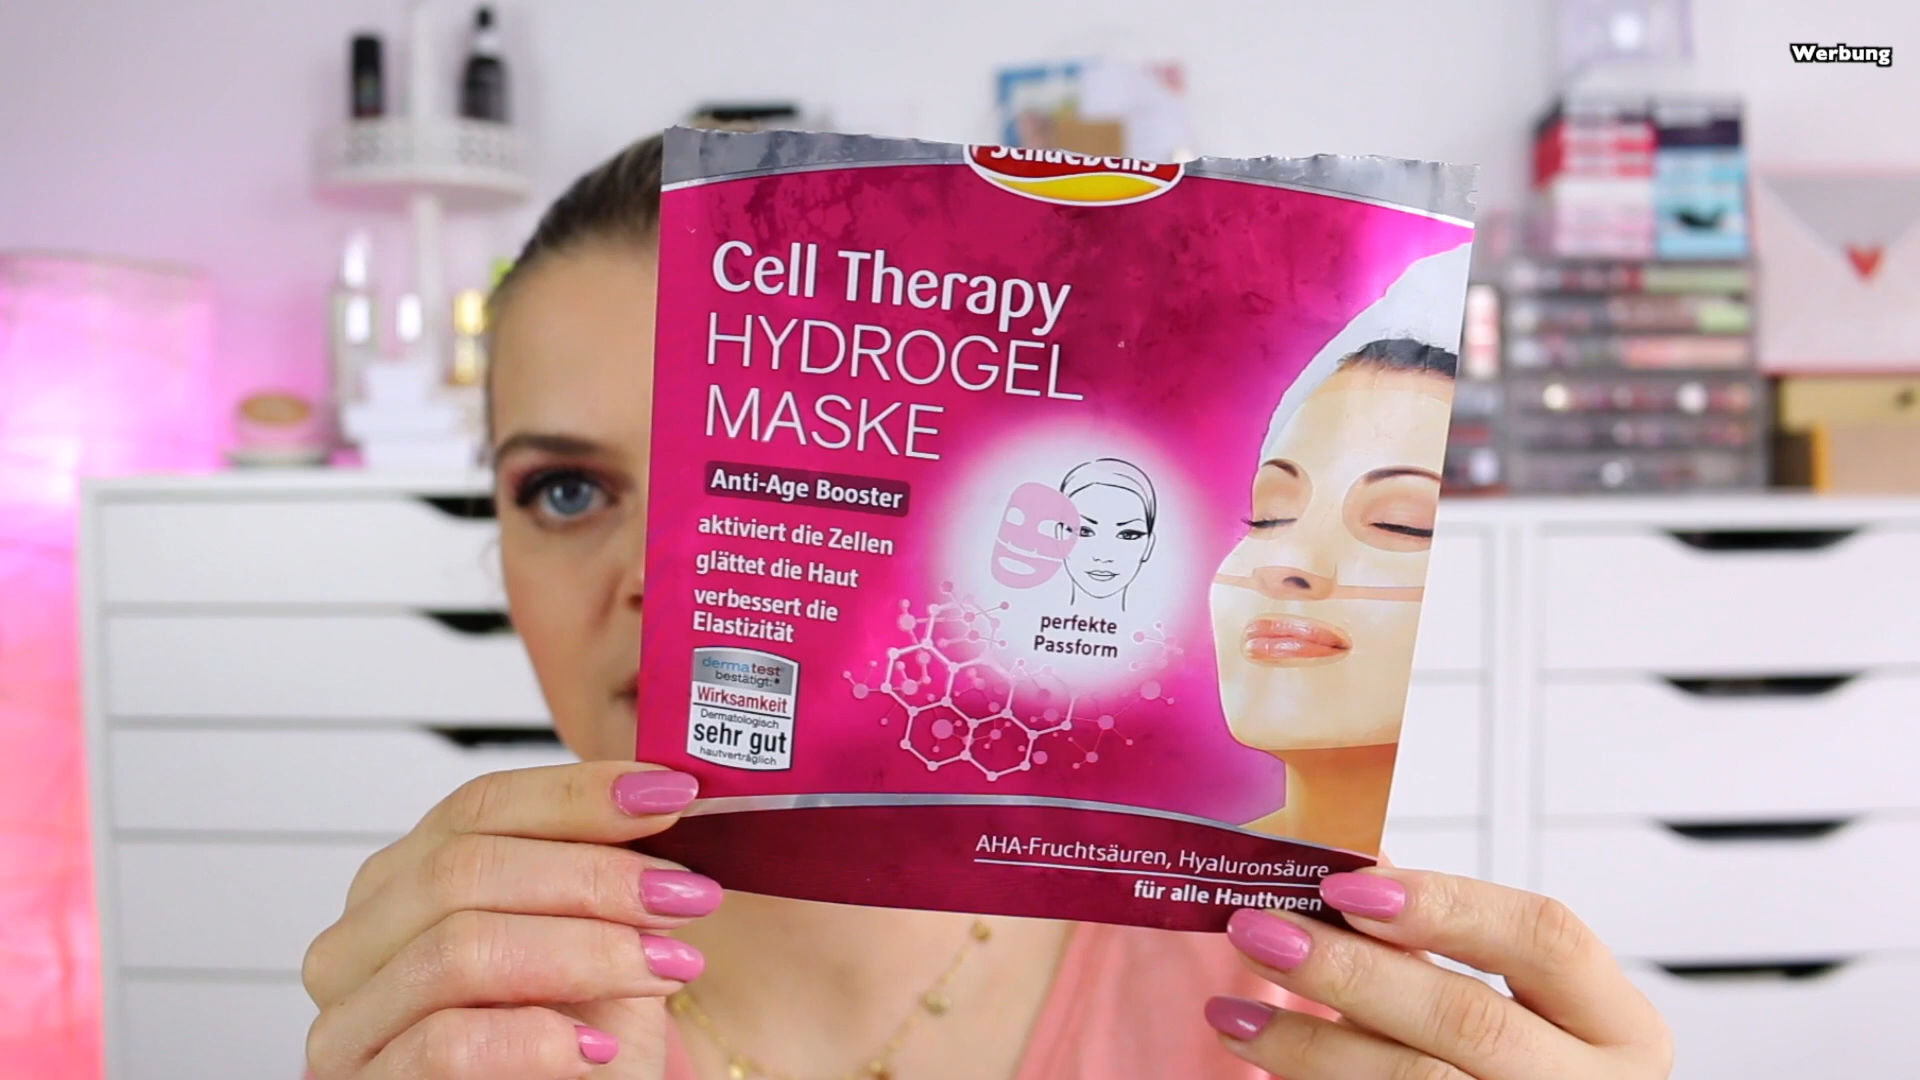 Werbung
Schaebens
Cell Therapy
HYDROGEL
MASKE
Anti-Age Booster
aktiviert die Zellen
glättet die Haut
verbessert die
Elastizität
perfekte
Passform
dermatest
bestätigt:*
Wirksamkeit
Dermatologisch
sehr gut
hautverträglich
AHA-Fruchtsäuren, Hyaluronsäure
für alle Hauttypen